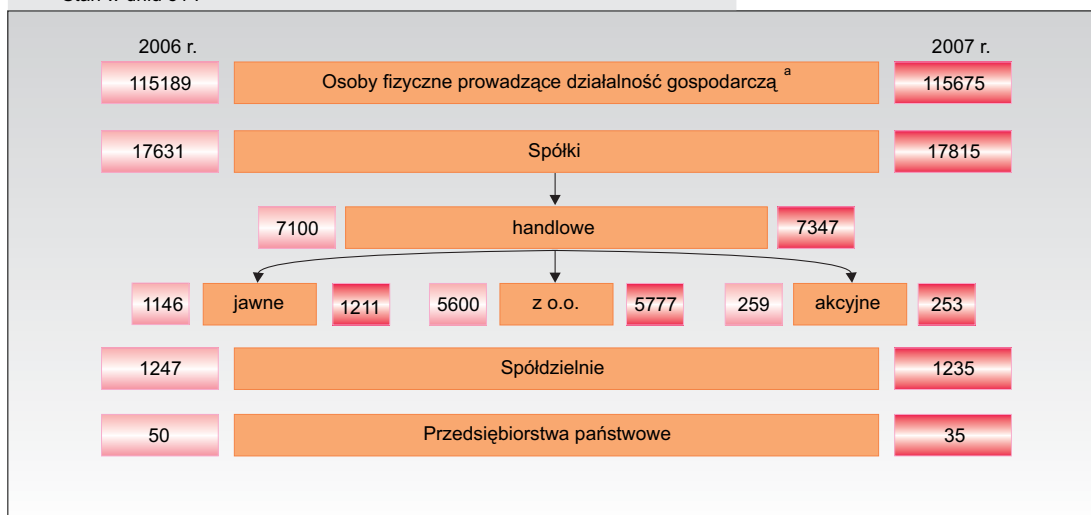 2006 r. 2007 r.
115189 Osoby fizyczne prowadzące działalność gospodarczą a 115675
17631 Spółki 17815
7100 handlowe 7347
1146 jawne 1211 5600 z o.o. 5777 259 akcyjne 253
1247 Spółdzielnie 1235
50 Przedsiębiorstwa państwowe 35